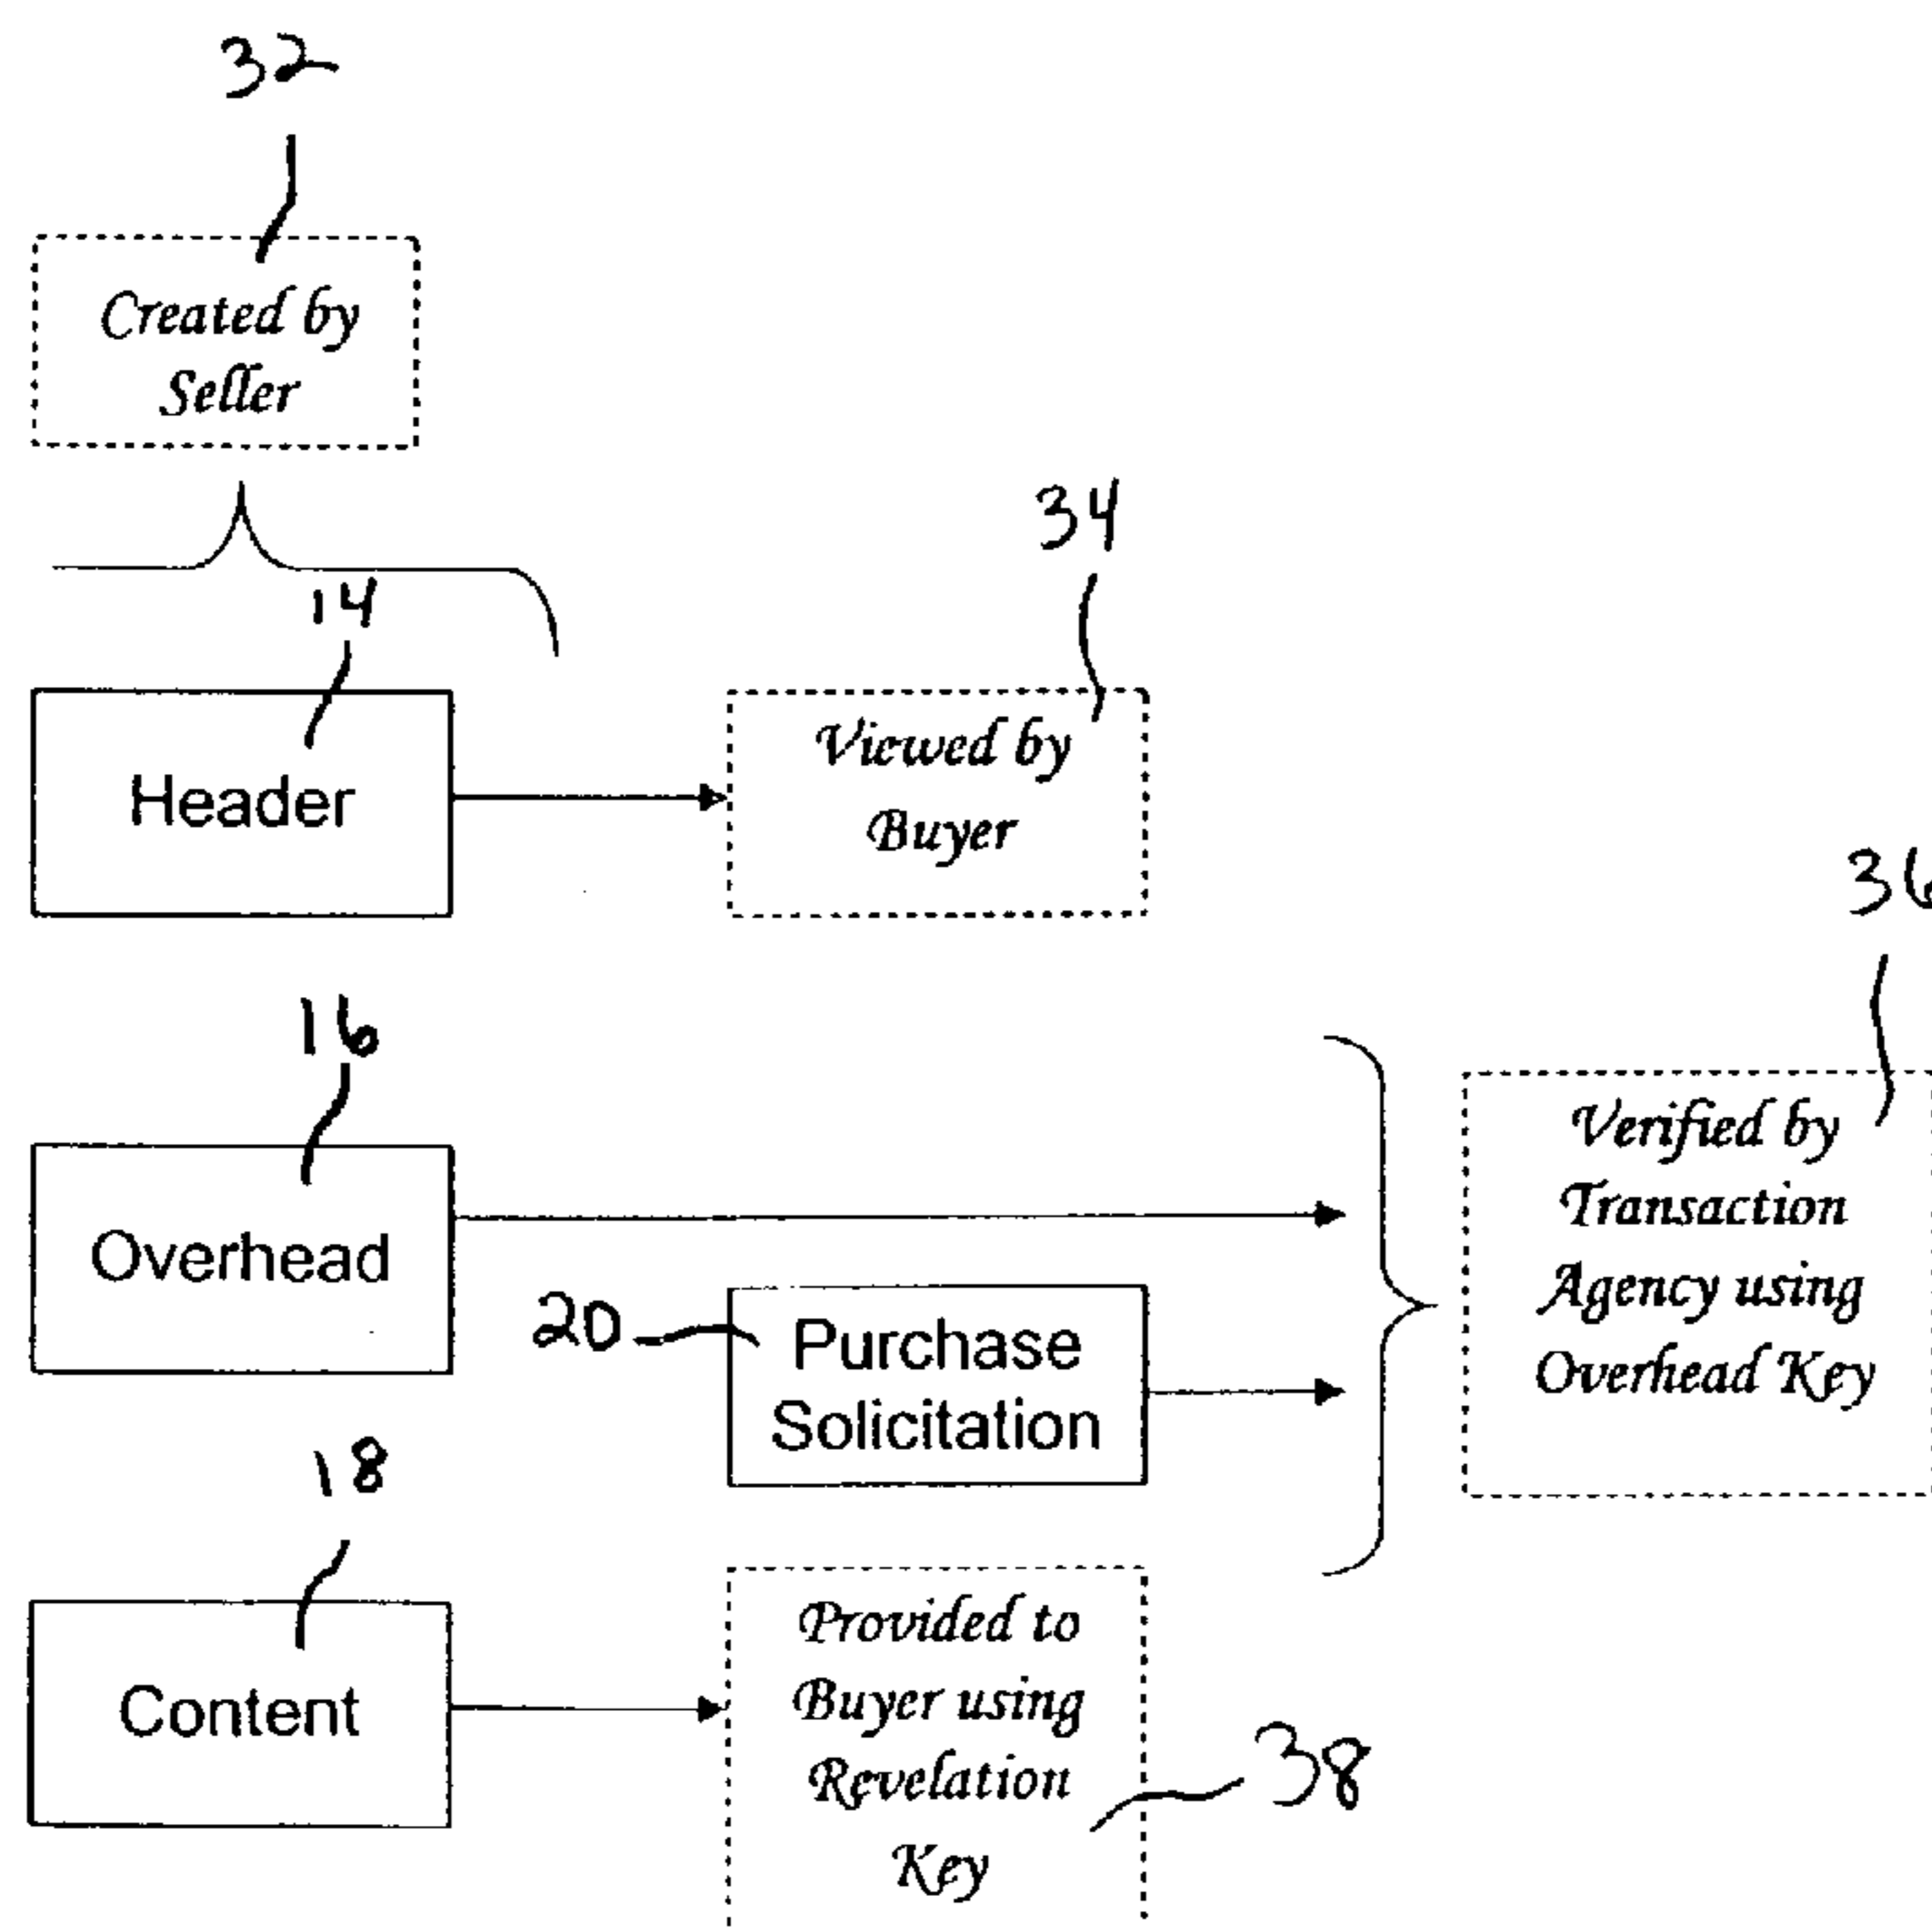 32
Created by
Seller
34
14
Header
Viewed by
Buyer
36
16
Overhead
Verified by
Transaction
Agency using
Overhead Key
20
Purchase
Solicitation
18
Content
Provided to
Buyer using
Revelation
Key
38